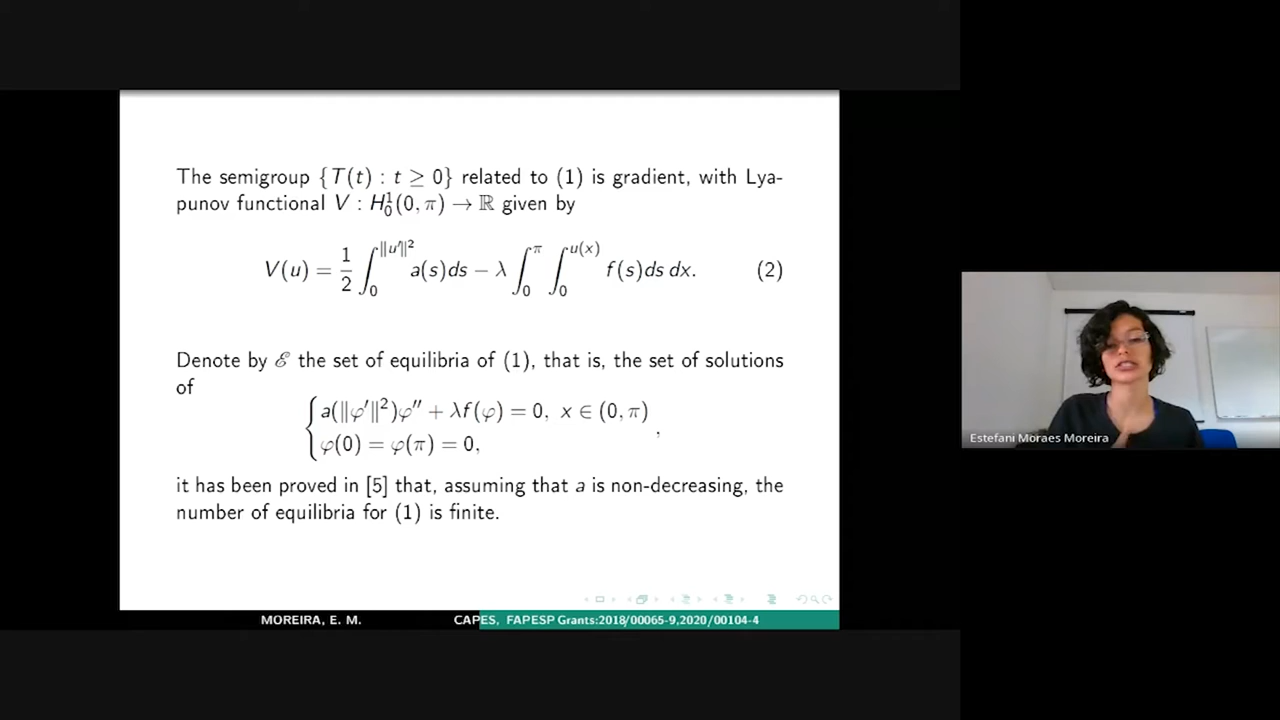 The semigroup {T(t) : t ≥ 0} related to (1) is gradient, with Lya-
punov functional V : H₀¹(0, π) → ℝ given by
V(u) = 1/2 ∫₀^{‖u′‖²} a(s)ds − λ ∫₀^π ∫₀^{u(x)} f(s)ds dx. (2)
Denote by ℰ the set of equilibria of (1), that is, the set of solutions
of
{ a(‖φ′‖²)φ″ + λf(φ) = 0, x ∈ (0, π)
φ(0) = φ(π) = 0, ,
it has been proved in [5] that, assuming that a is non-decreasing, the
number of equilibria for (1) is finite.
MOREIRA, E. M. CAPES, FAPESP Grants:2018/00065-9,2020/00104-4
Estefani Moraes Moreira